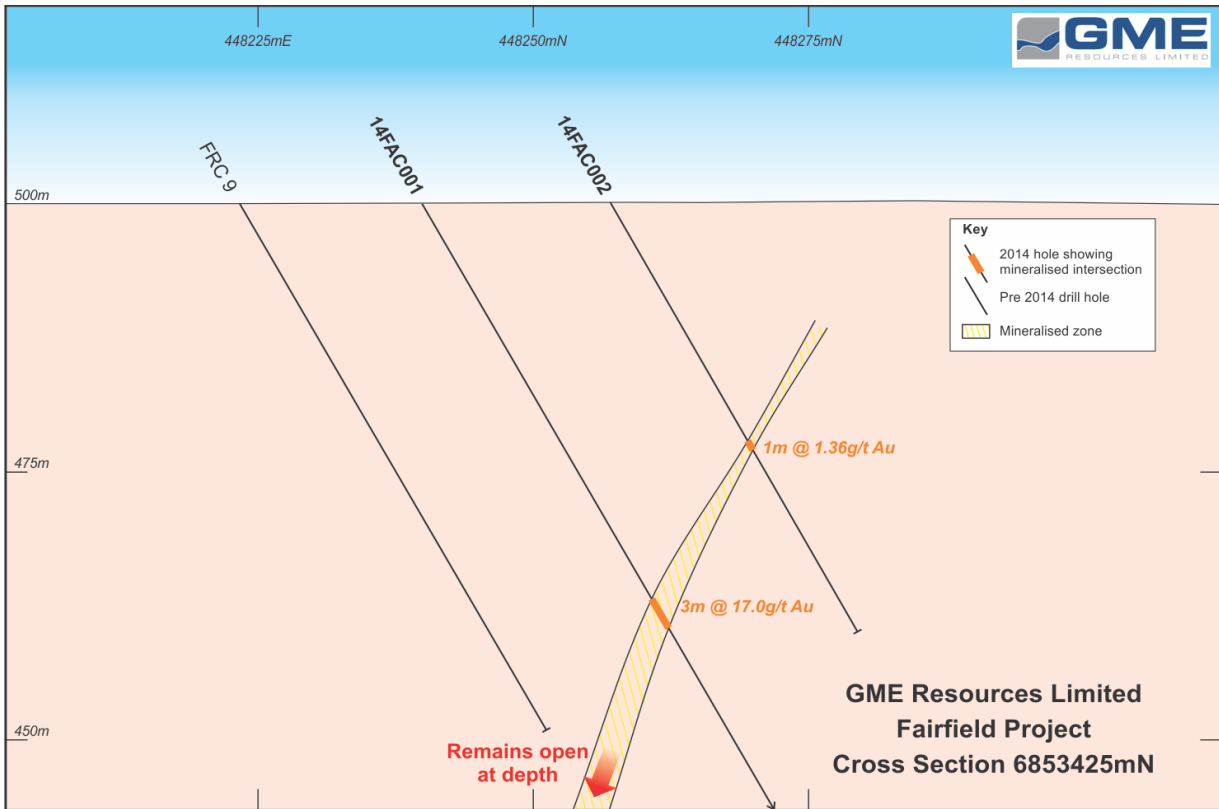 448225mE
448250mN
448275mN
GME
RESOURCES LIMITED
FRC 9
14FAC001
14FAC002
500m
Key
2014 hole showing
mineralised intersection
Pre 2014 drill hole
Mineralised zone
1m @ 1.36g/t Au
475m
3m @ 17.0g/t Au
GME Resources Limited
Fairfield Project
Cross Section 6853425mN
450m
Remains open
at depth